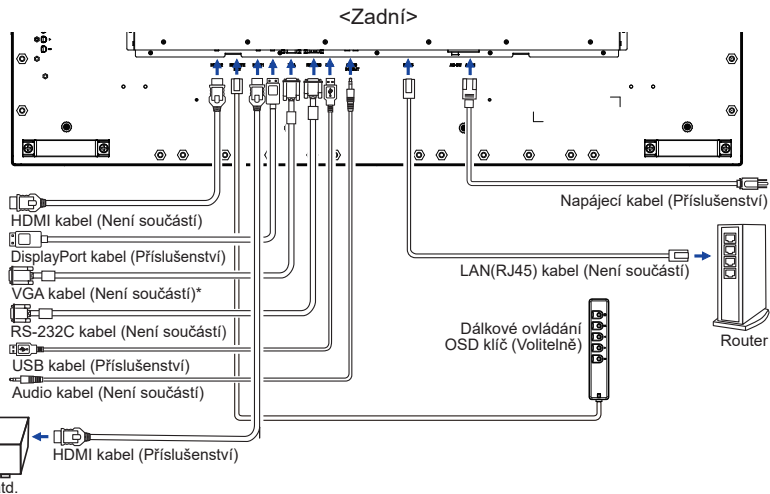 <Zadní>
HDMI kabel (Není součástí)
Napájecí kabel (Příslušenství)
DisplayPort kabel (Příslušenství)
LAN(RJ45) kabel (Není součástí)
VGA kabel (Není součástí)*
RS-232C kabel (Není součástí)
Dálkové ovládání
OSD klíč (Volitelně)
Router
USB kabel (Příslušenství)
Audio kabel (Není součástí)
HDMI kabel (Příslušenství)